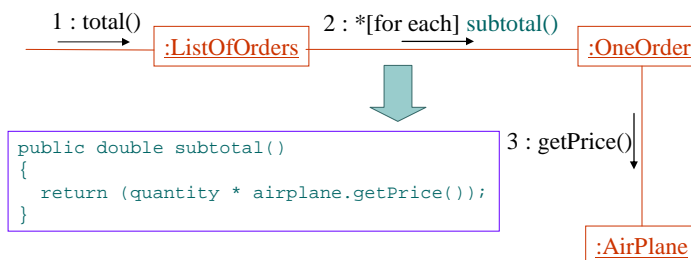 1 : total()
2 : *[for each] subtotal()
:ListOfOrders
:OneOrder
public double subtotal()
{
return (quantity * airplane.getPrice());
}
3 : getPrice()
:AirPlane